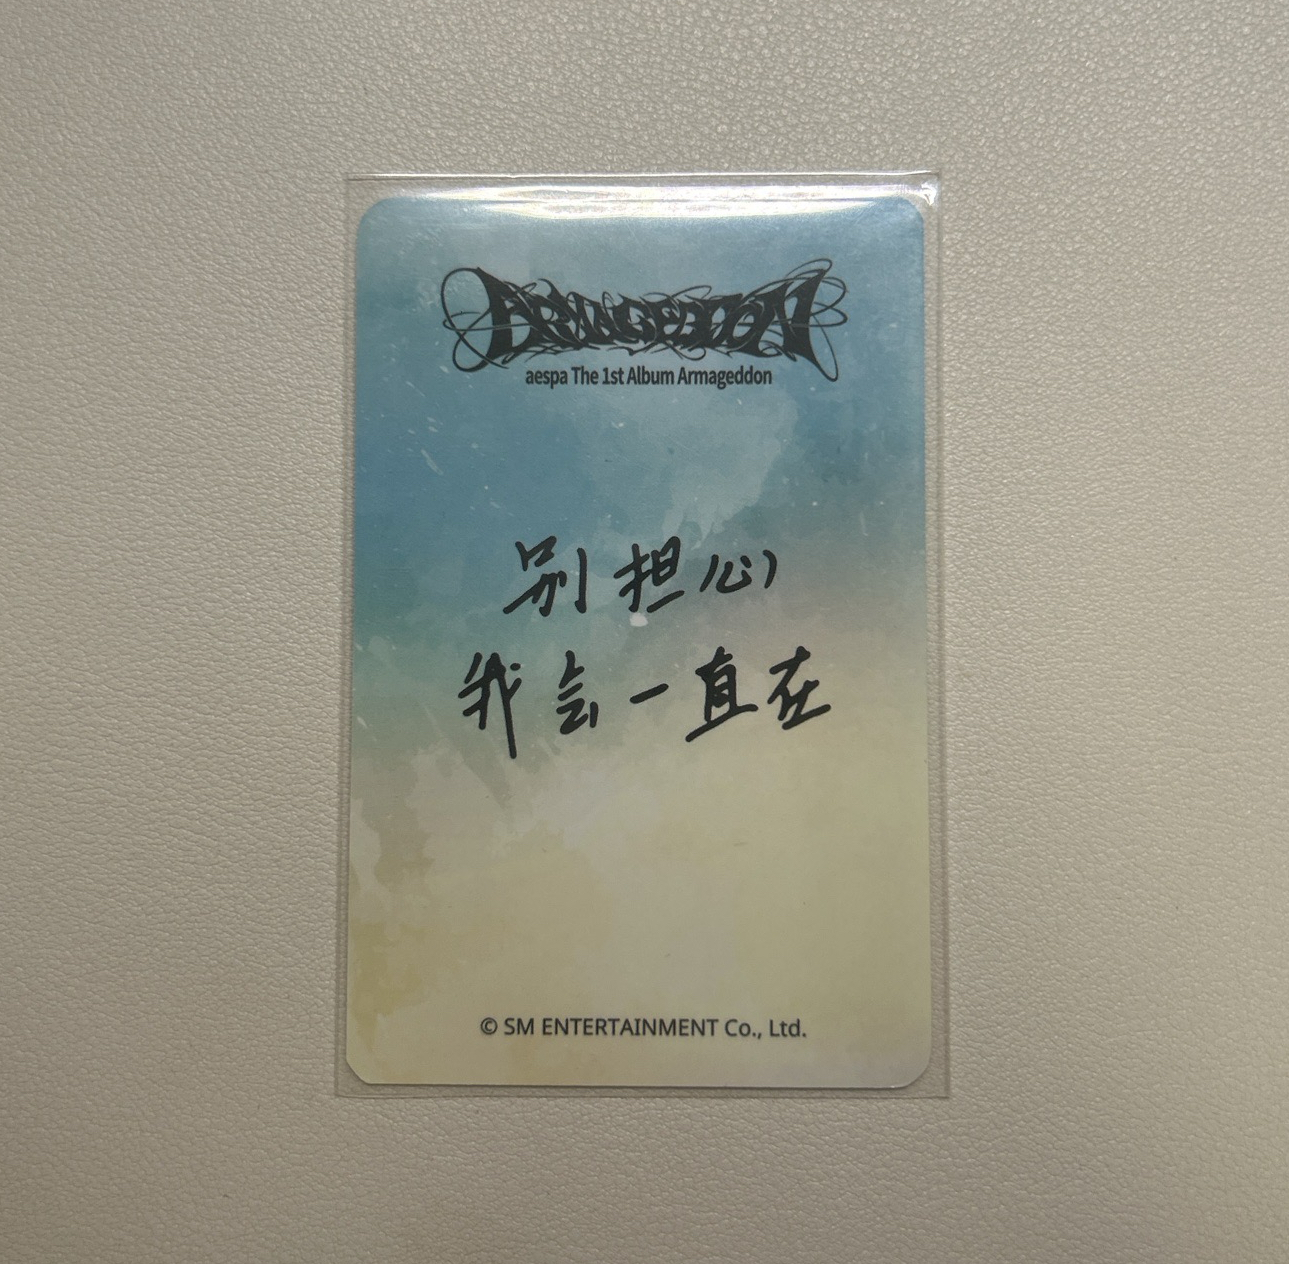 ARMAGEDDON
aespa The 1st Album Armageddon
别担心
我会一直在
© SM ENTERTAINMENT Co., Ltd.